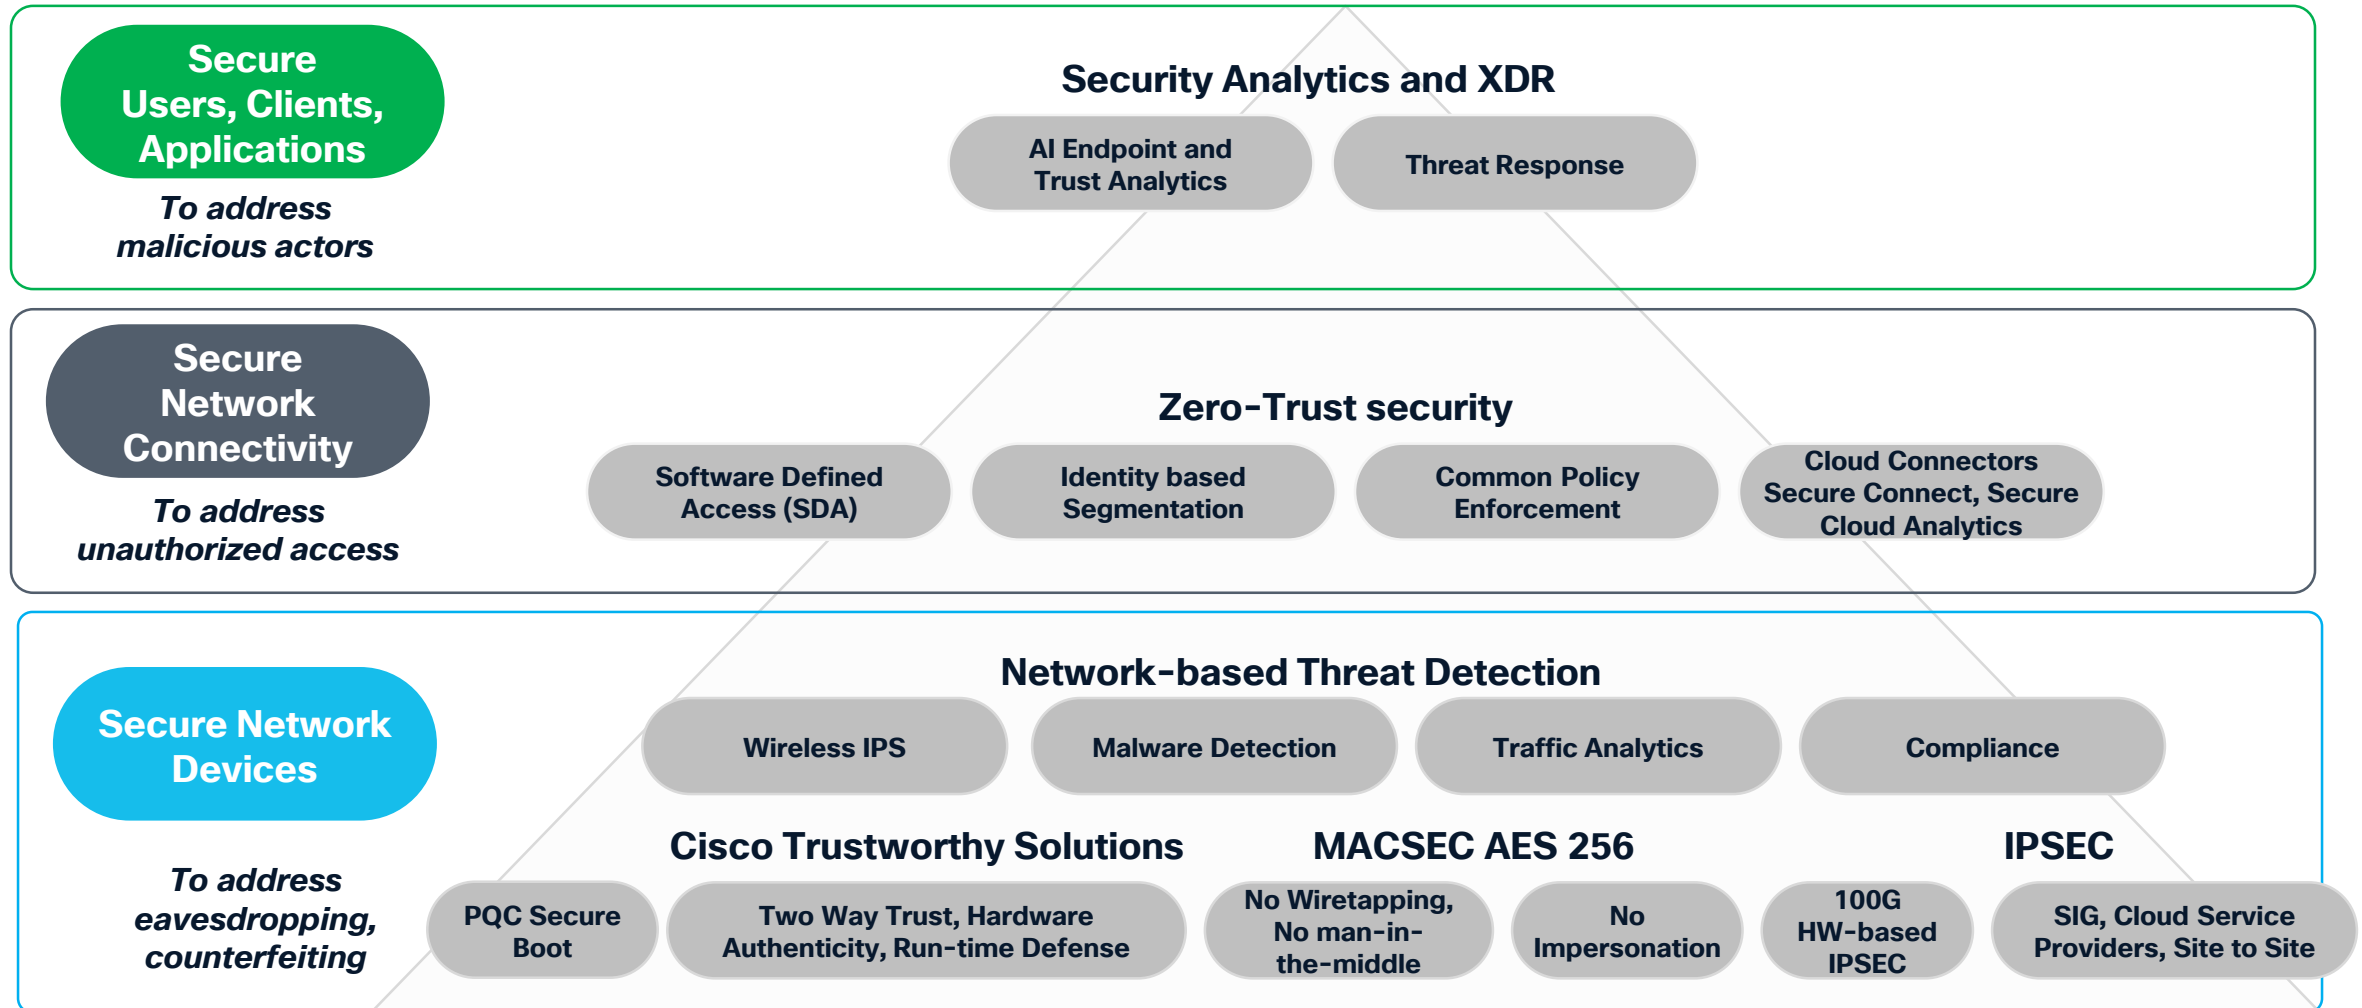 Secure
Users, Clients,
Applications
To address
malicious actors
Security Analytics and XDR
AI Endpoint and
Trust Analytics
Threat Response
Secure
Network
Connectivity
To address
unauthorized access
Zero-Trust security
Software Defined
Access (SDA)
Identity based
Segmentation
Common Policy
Enforcement
Cloud Connectors
Secure Connect, Secure
Cloud Analytics
Secure Network
Devices
To address
eavesdropping,
counterfeiting
Network-based Threat Detection
Wireless IPS
Malware Detection
Traffic Analytics
Compliance
Cisco Trustworthy Solutions
PQC Secure
Boot
Two Way Trust, Hardware
Authenticity, Run-time Defense
MACSEC AES 256
No Wiretapping,
No man-in-
the-middle
No
Impersonation
IPSEC
100G
HW-based
IPSEC
SIG, Cloud Service
Providers, Site to Site